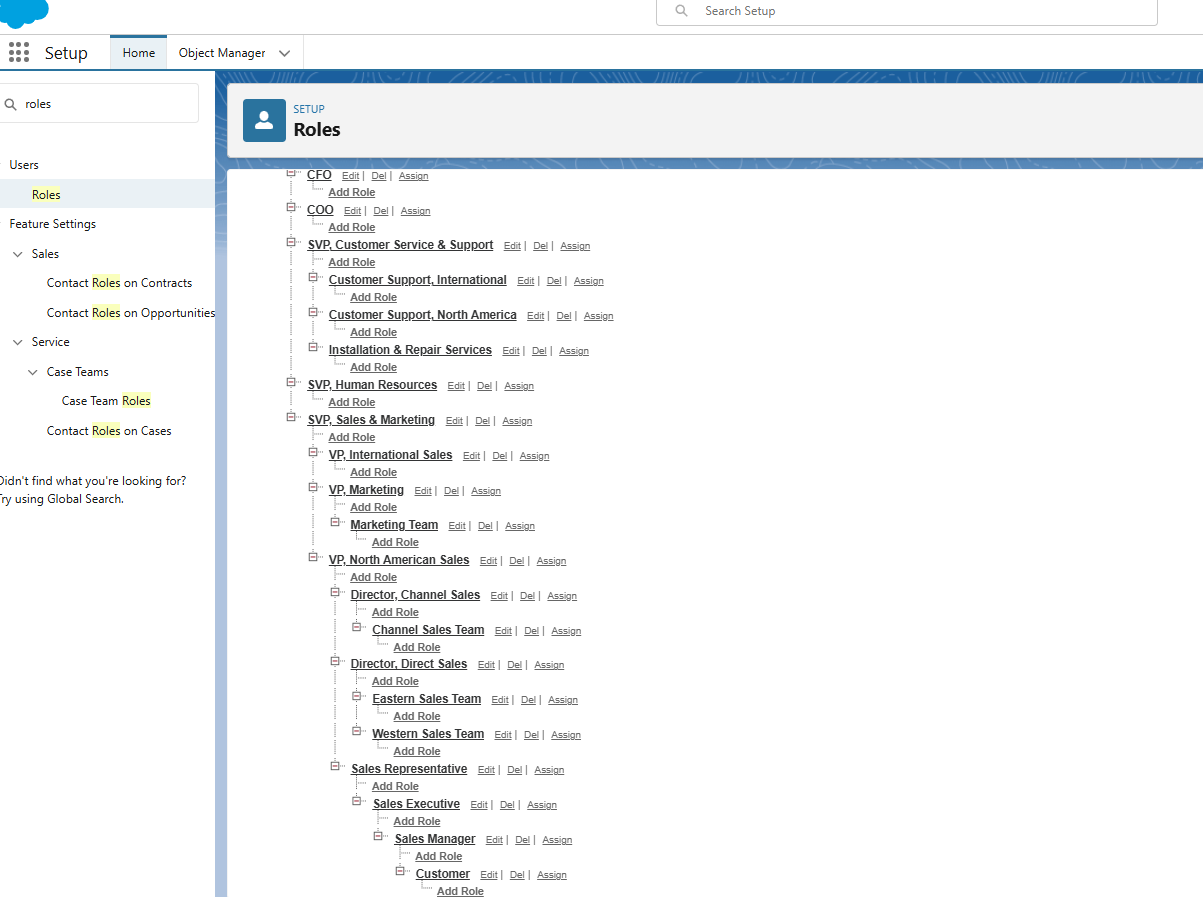 Search Setup
Setup
Home
Object Manager
roles
Users
Roles
Feature Settings
Sales
Contact Roles on Contracts
Contact Roles on Opportunities
Service
Case Teams
Case Team Roles
Contact Roles on Cases
Didn't find what you're looking for?
Try using Global Search.
SETUP
Roles
CFO Edit | Del | Assign
Add Role
COO Edit | Del | Assign
Add Role
SVP, Customer Service & Support Edit | Del | Assign
Add Role
Customer Support, International Edit | Del | Assign
Add Role
Customer Support, North America Edit | Del | Assign
Add Role
Installation & Repair Services Edit | Del | Assign
Add Role
SVP, Human Resources Edit | Del | Assign
Add Role
SVP, Sales & Marketing Edit | Del | Assign
Add Role
VP, International Sales Edit | Del | Assign
Add Role
VP, Marketing Edit | Del | Assign
Add Role
Marketing Team Edit | Del | Assign
Add Role
VP, North American Sales Edit | Del | Assign
Add Role
Director, Channel Sales Edit | Del | Assign
Add Role
Channel Sales Team Edit | Del | Assign
Add Role
Director, Direct Sales Edit | Del | Assign
Add Role
Eastern Sales Team Edit | Del | Assign
Add Role
Western Sales Team Edit | Del | Assign
Add Role
Sales Representative Edit | Del | Assign
Add Role
Sales Executive Edit | Del | Assign
Add Role
Sales Manager Edit | Del | Assign
Add Role
Customer Edit | Del | Assign
Add Role